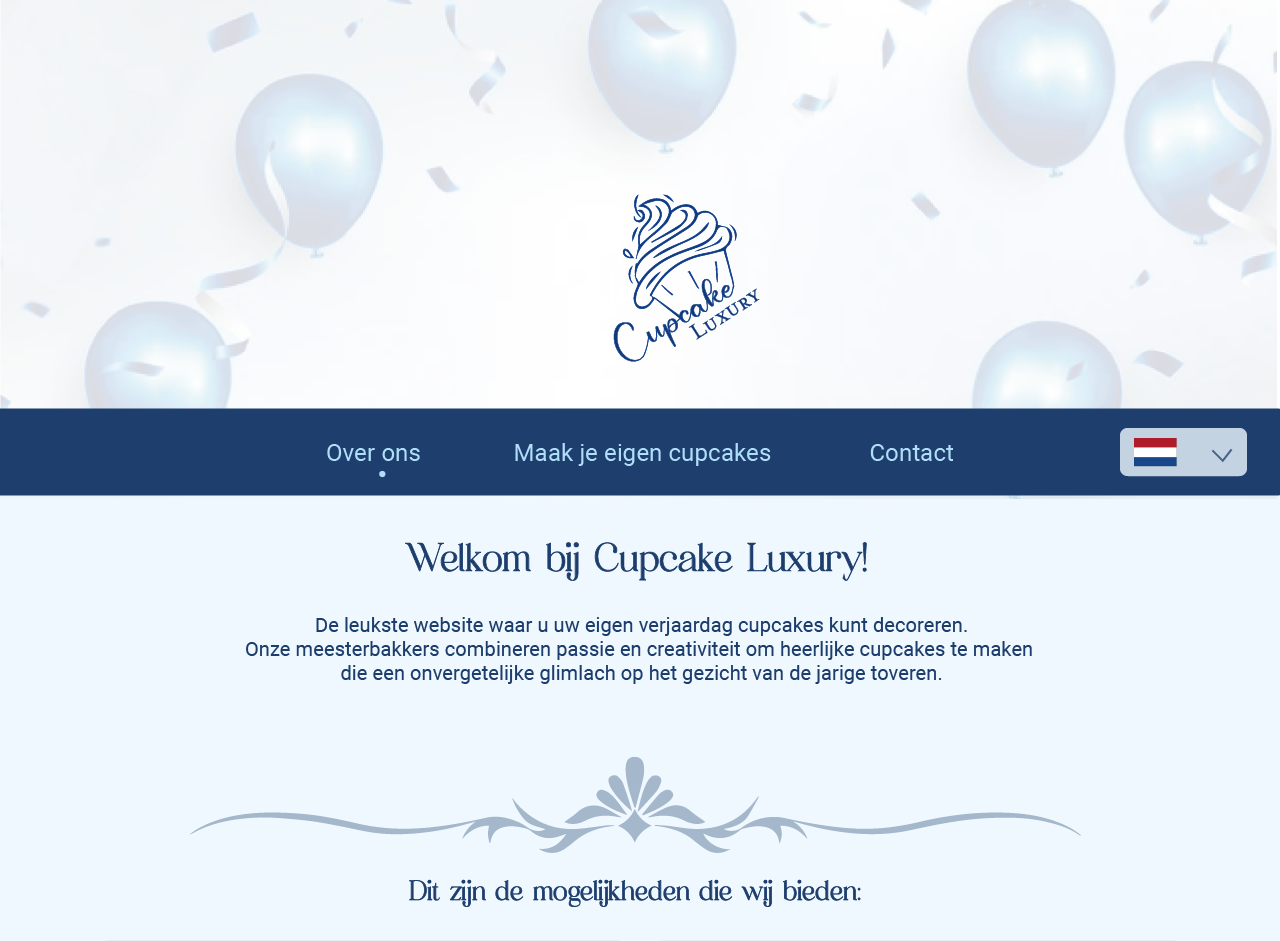 Cupcake
LUXURY
Over ons
Maak je eigen cupcakes
Contact
Welkom bij Cupcake Luxury!
De leukste website waar u uw eigen verjaardag cupcakes kunt decoreren.
Onze meesterbakkers combineren passie en creativiteit om heerlijke cupcakes te maken
die een onvergetelijke glimlach op het gezicht van de jarige toveren.
Dit zijn de mogelijkheden die wij bieden: